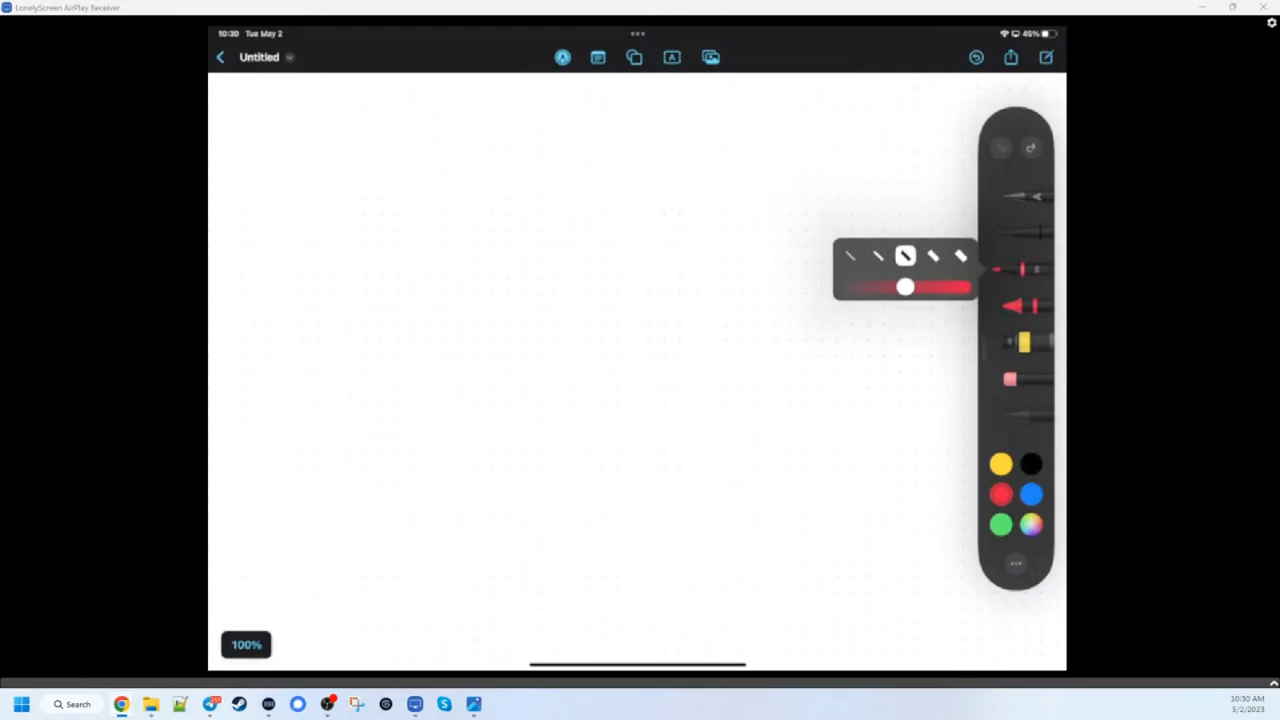 LonelyScreen AirPlay Receiver
10:30 Tue May 2
45%
Untitled
A
100%
Search
10:30 AM
5/2/2023